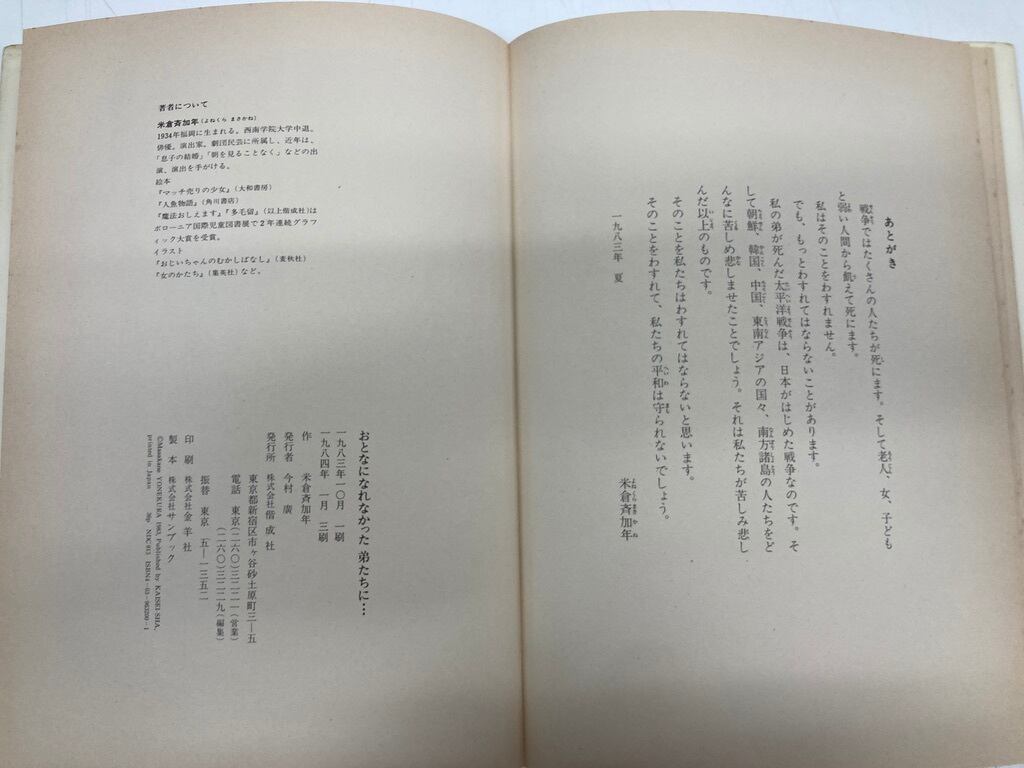 あとがき
戦争ではたくさんの人たちが死にます。そして老人、女、子ども
と弱い人間から飢えて死にます。
私はそのことをわすれません。
でも、もっとわすれてはならないことがあります。
私の弟が死んだ太平洋戦争は、日本がはじめた戦争なのです。そ
して朝鮮、韓国、中国、東南アジアの国々、南方諸島の人たちをど
んなに苦しめ悲しませたことでしょう。それは私たちが苦しみ悲し
んだ以上のものです。
そのことを私たちはわすれてはならないと思います。
そのことをわすれて、私たちの平和は守られないでしょう。
米倉斉加年
一九八三年 夏
著者について
米倉斉加年(よねくら まさかね)
1934年福岡に生まれる。西南学院大学中退。
俳優。演出家。劇団民芸に所属し、近年は、
「息子の結婚」「朝を見ることなく」などの出
演、演出を手がける。
絵本
『マッチ売りの少女』(大和書房)
『人魚物語』(角川書店)
『魔法おしえます』『多毛留』(以上偕成社)は
ボローニア国際児童図書展で2年連続グラフ
ィック大賞を受賞。
イラスト
『おじいちゃんのむかしばなし』(麦秋社)
『女のかたち』(集英社)など。
おとなになれなかった弟たちに…
一九八三年一〇月 一刷
一九八四年 一月 三刷
作 米倉斉加年
発行者 今村 廣
発行所 株式会社偕成社
東京都新宿区市ヶ谷砂土原町三―五
電話 東京(二六〇)三二二一(営業)
(二六〇)三二二九(編集)
振替 東京 五―一三五二
印刷 株式会社金羊社
製本 株式会社サンブック
©Masakane YONEKURA 1983, Published by KAISEI-SHA,
printed in Japan 36p NDC913 ISBN4-03-963200-1